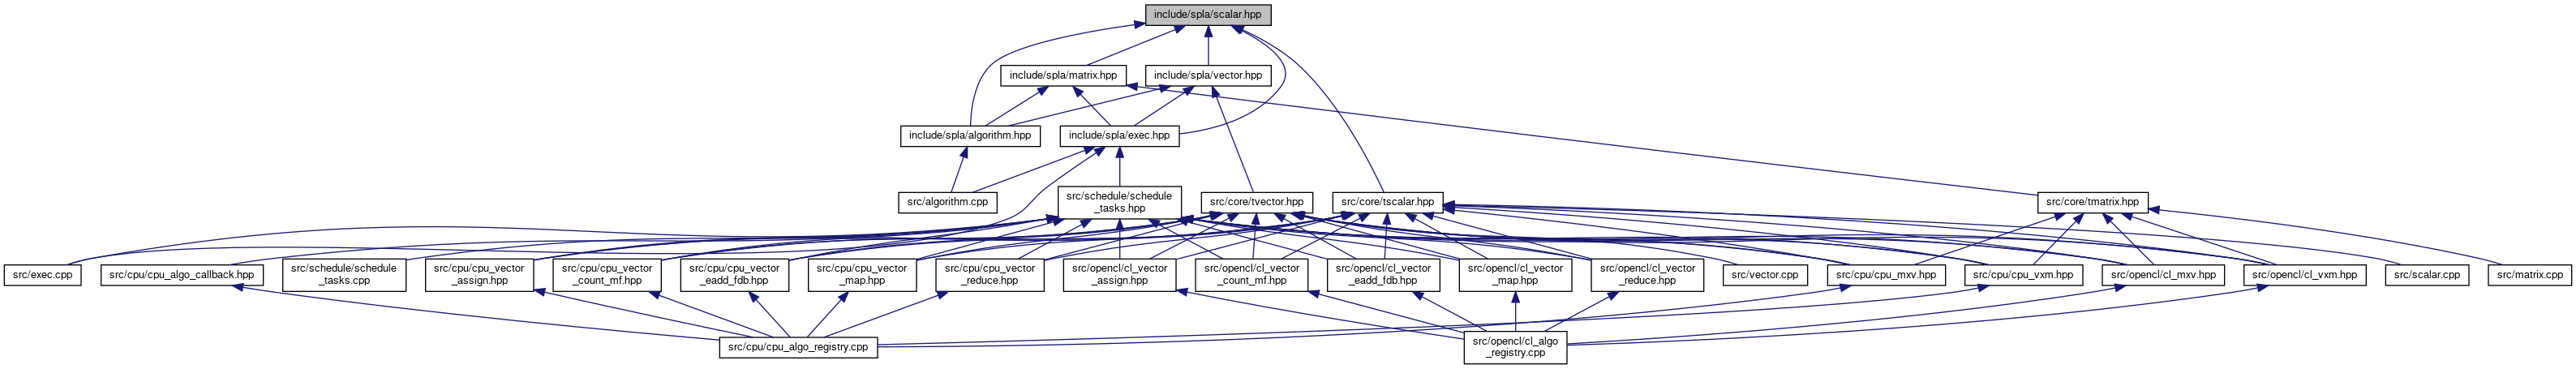 include/spla/scalar.hpp
include/spla/matrix.hpp
include/spla/vector.hpp
include/spla/algorithm.hpp
include/spla/exec.hpp
src/algorithm.cpp
src/schedule/schedule
_tasks.hpp
src/core/tvector.hpp
src/core/tscalar.hpp
src/core/tmatrix.hpp
src/exec.cpp
src/cpu/cpu_algo_callback.hpp
src/schedule/schedule
_tasks.cpp
src/cpu/cpu_vector
_assign.hpp
src/cpu/cpu_vector
_count_mf.hpp
src/cpu/cpu_vector
_eadd_fdb.hpp
src/cpu/cpu_vector
_map.hpp
src/cpu/cpu_vector
_reduce.hpp
src/opencl/cl_vector
_assign.hpp
src/opencl/cl_vector
_count_mf.hpp
src/opencl/cl_vector
_eadd_fdb.hpp
src/opencl/cl_vector
_map.hpp
src/opencl/cl_vector
_reduce.hpp
src/vector.cpp
src/cpu/cpu_mxv.hpp
src/cpu/cpu_vxm.hpp
src/opencl/cl_mxv.hpp
src/opencl/cl_vxm.hpp
src/scalar.cpp
src/matrix.cpp
src/cpu/cpu_algo_registry.cpp
src/opencl/cl_algo
_registry.cpp